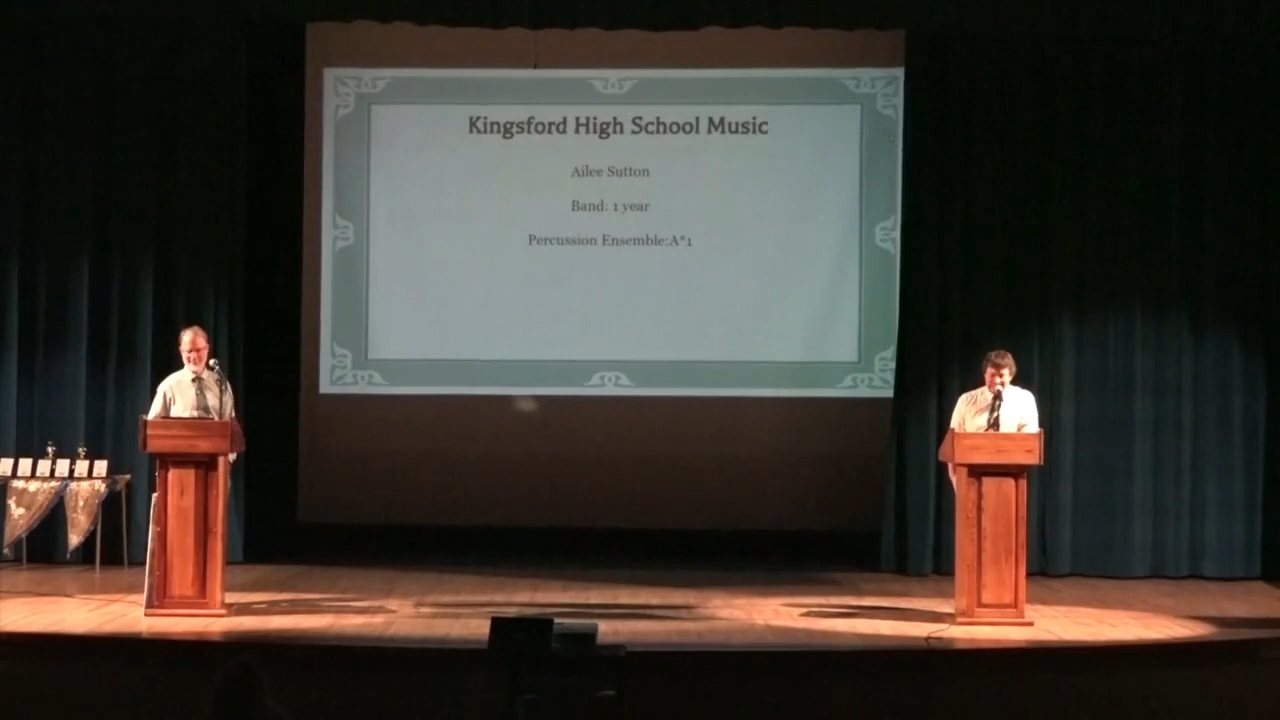 Kingsford High School Music
Ailee Sutton
Band: 1 year
Percussion Ensemble:A*1